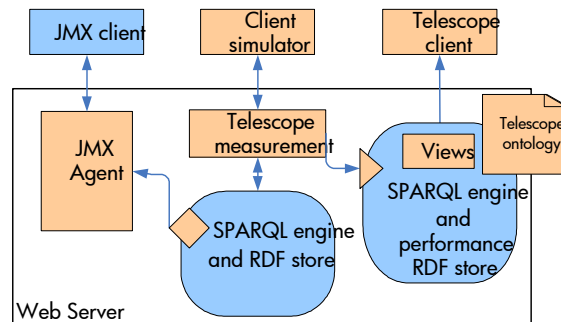 JMX client
Client
simulator
Telescope
client
JMX
Agent
Telescope
measurement
Views
Telescope
ontology
SPARQL engine
and RDF store
SPARQL engine
and
performance
RDF store
Web Server